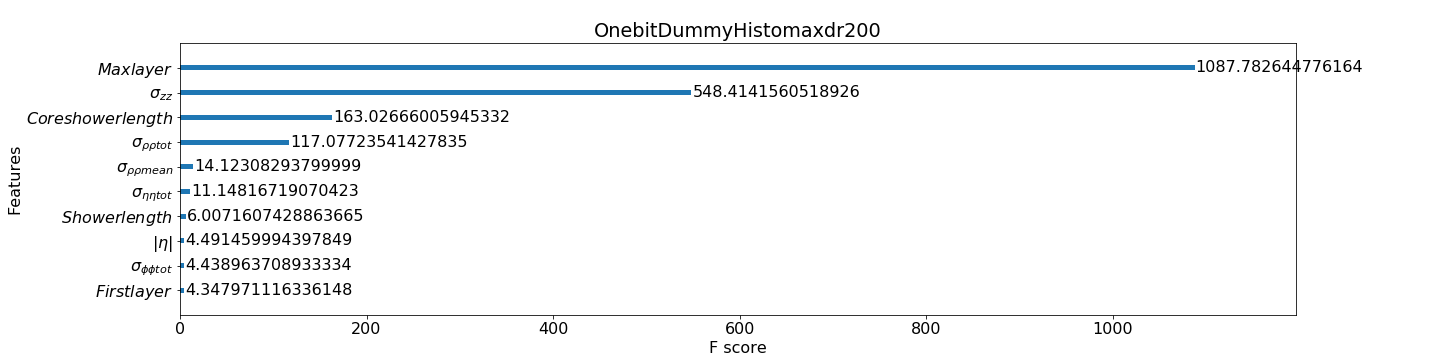 OnebitDummyHistomaxdr200
Features
Maxlayer 1087.782644776164
σzz 548.4141560518926
Coreshowerlength 163.02666005945332
σρρtot 117.07723541427835
σρρmean 14.12308293799999
σηηtot 11.14816719070423
Showerlength 6.0071607428863665
|η| 4.491459994397849
σϕϕtot 4.438963708933334
Firstlayer 4.347971116336148
0 200 400 600 800 1000
F score